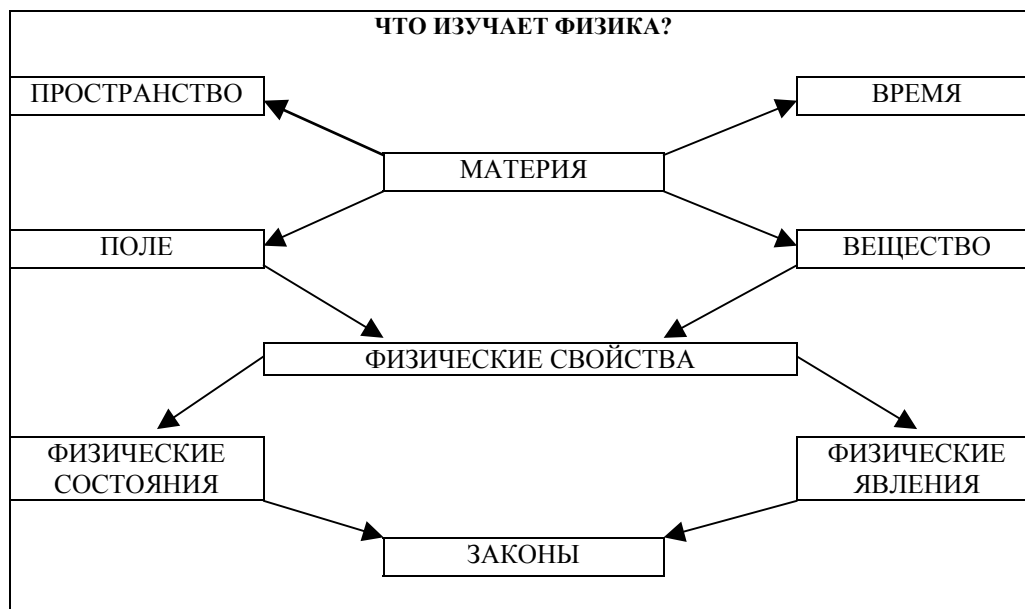 ЧТО ИЗУЧАЕТ ФИЗИКА?
ПРОСТРАНСТВО
ВРЕМЯ
МАТЕРИЯ
ПОЛЕ
ВЕЩЕСТВО
ФИЗИЧЕСКИЕ СВОЙСТВА
ФИЗИЧЕСКИЕ
СОСТОЯНИЯ
ФИЗИЧЕСКИЕ
ЯВЛЕНИЯ
ЗАКОНЫ